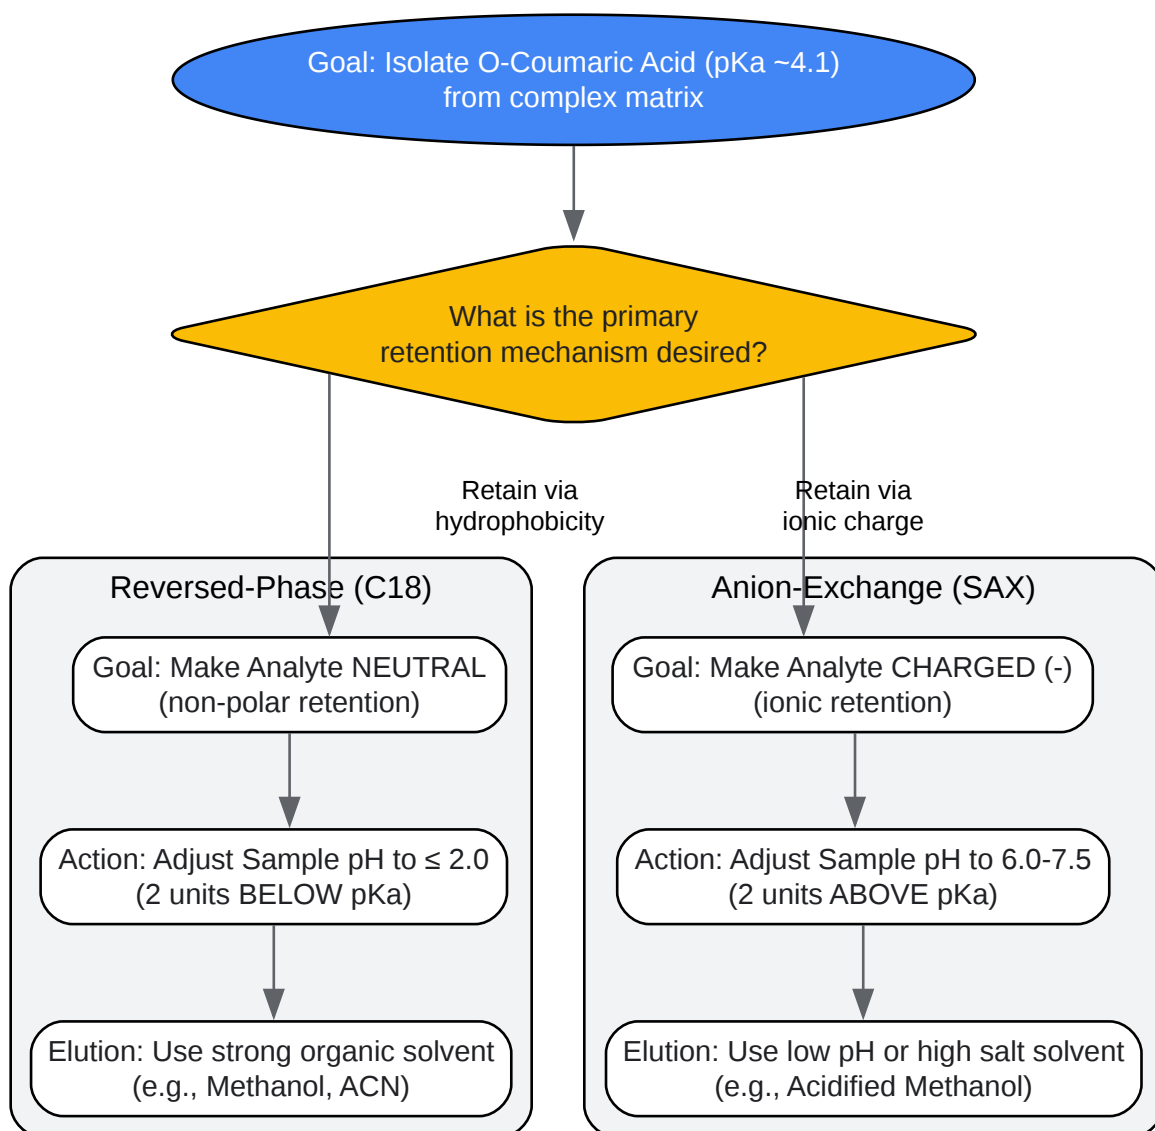 Goal: Isolate O-Coumaric Acid (pKa ~4.1)
from complex matrix
What is the primary
retention mechanism desired?
Retain via
hydrophobicity
Retain via
ionic charge
Reversed-Phase (C18)
Goal: Make Analyte NEUTRAL
(non-polar retention)
Action: Adjust Sample pH to ≤ 2.0
(2 units BELOW pKa)
Elution: Use strong organic solvent
(e.g., Methanol, ACN)
Anion-Exchange (SAX)
Goal: Make Analyte CHARGED (-)
(ionic retention)
Action: Adjust Sample pH to 6.0-7.5
(2 units ABOVE pKa)
Elution: Use low pH or high salt solvent
(e.g., Acidified Methanol)